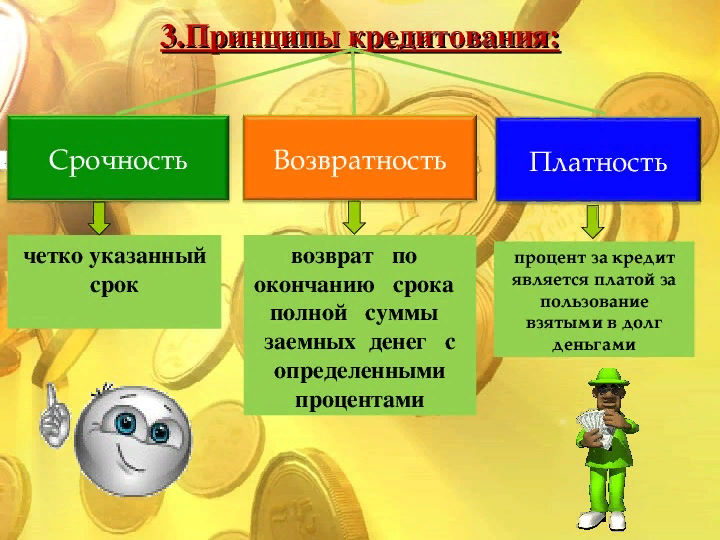 3.Принципы кредитования:
Срочность
Возвратность
Платность
четко указанный
срок
возврат по
окончанию срока
полной суммы
заемных денег с
определенными
процентами
процент за кредит
является платой за
пользование
взятыми в долг
деньгами